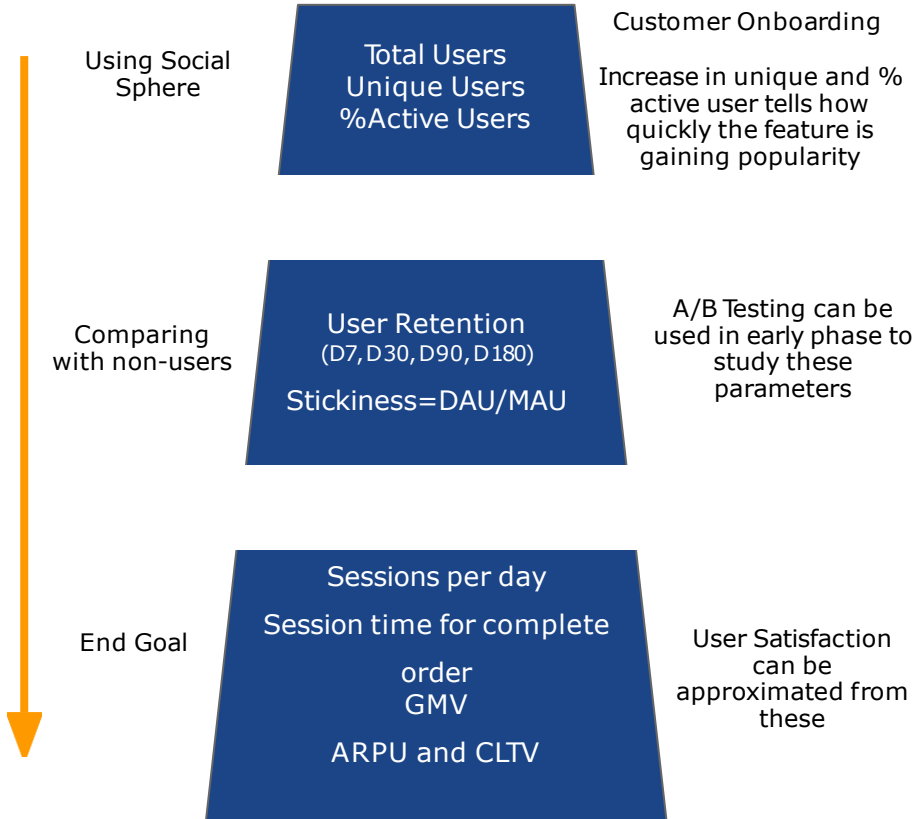 Using Social
Sphere
Total Users
Unique Users
%Active Users
Customer Onboarding
Increase in unique and %
active user tells how
quickly the feature is
gaining popularity
Comparing
with non-users
User Retention
(D7, D30, D90, D180)
Stickiness=DAU/MAU
A/B Testing can be
used in early phase to
study these
parameters
End Goal
Sessions per day
Session time for complete
order
GMV
ARPU and CLTV
User Satisfaction
can be
approximated from
these